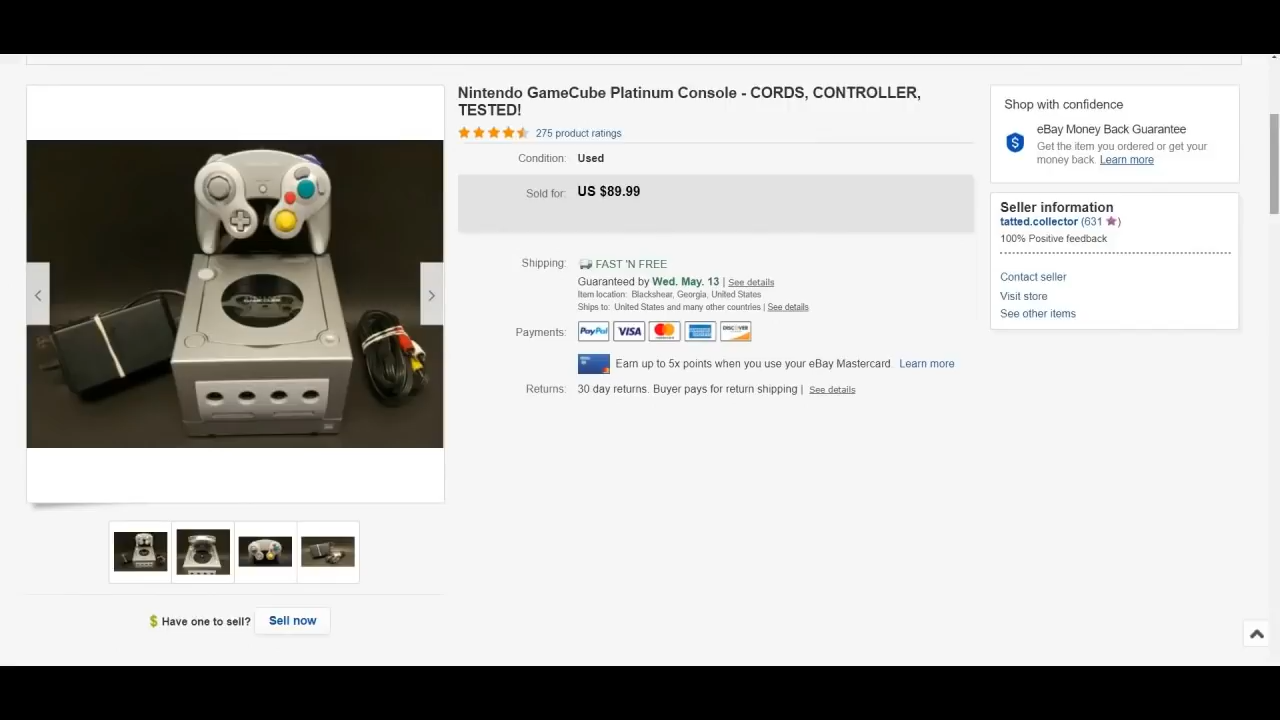 Nintendo GameCube Platinum Console - CORDS, CONTROLLER,
TESTED!
275 product ratings
Condition: Used
Sold for: US $89.99
Shipping: FAST 'N FREE
Guaranteed by Wed. May. 13 | See details
Item location: Blackshear, Georgia, United States
Ships to: United States and many other countries | See details
Payments: PayPal VISA MasterCard AMERICAN EXPRESS DISCOVER
Earn up to 5x points when you use your eBay Mastercard. Learn more
Returns: 30 day returns. Buyer pays for return shipping | See details
$ Have one to sell? Sell now
Shop with confidence
$ eBay Money Back Guarantee
Get the item you ordered or get your
money back. Learn more
Seller information
tatted.collector (631 )
100% Positive feedback
Contact seller
Visit store
See other items